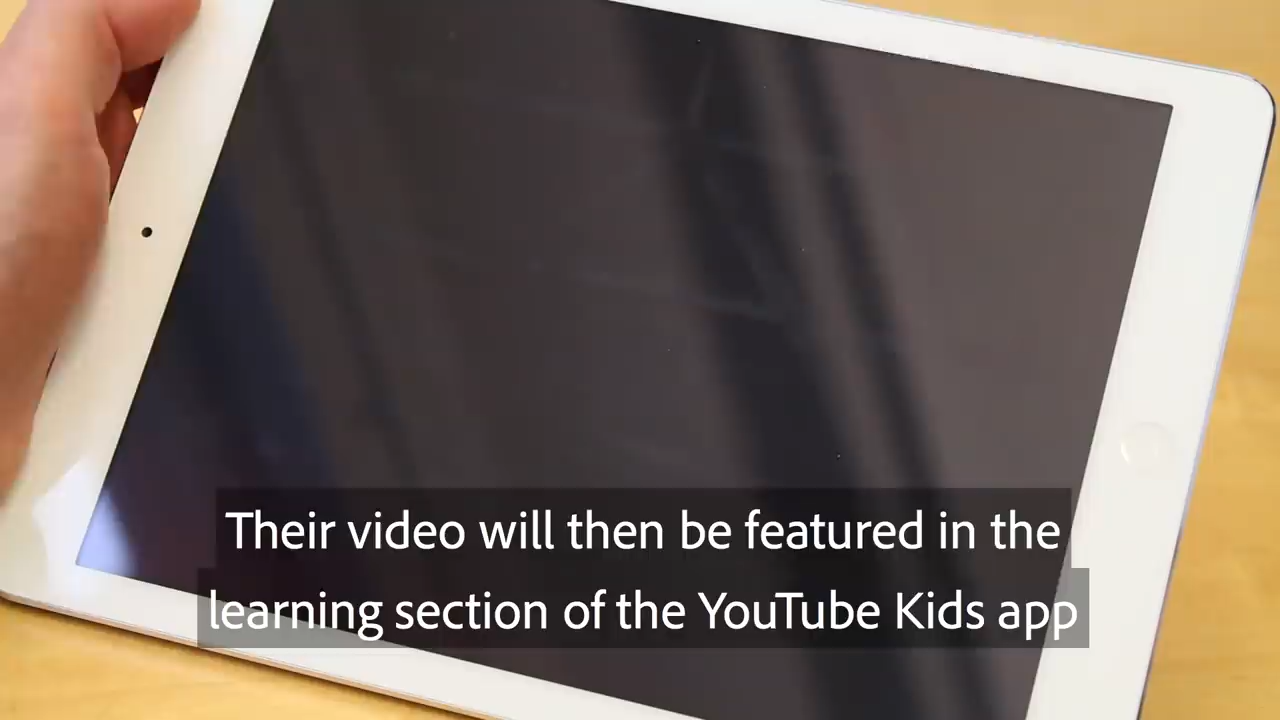 Their video will then be featured in the
learning section of the YouTube Kids app